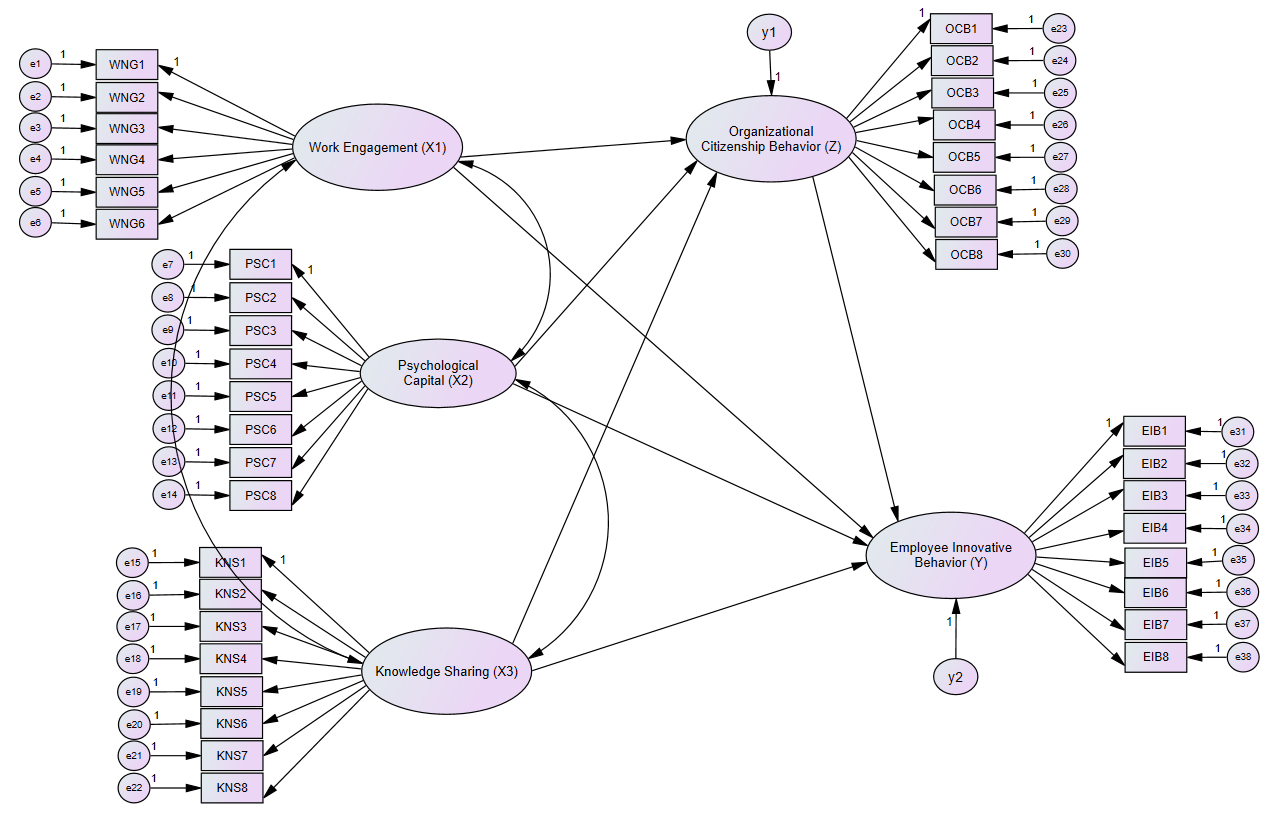 y1
1
1
OCB1
e23
1
OCB2
e24
1
OCB3
e25
1
OCB4
e26
1
OCB5
e27
1
OCB6
e28
1
OCB7
e29
1
OCB8
e30
1
Organizational
Citizenship Behavior (Z)
e1
1
WNG1
1
e2
1
WNG2
e3
1
WNG3
e4
1
WNG4
e5
1
WNG5
e6
1
WNG6
Work Engagement (X1)
e7
1
PSC1
1
e8
1
PSC2
e9
1
PSC3
e10
1
PSC4
e11
1
PSC5
e12
1
PSC6
e13
1
PSC7
e14
1
PSC8
Psychological
Capital (X2)
1
EIB1
1
e31
EIB2
1
e32
EIB3
1
e33
EIB4
1
e34
EIB5
1
e35
EIB6
1
e36
EIB7
1
e37
EIB8
1
e38
Employee Innovative
Behavior (Y)
1
y2
e15
1
KNS1
1
e16
1
KNS2
e17
1
KNS3
e18
1
KNS4
e19
1
KNS5
e20
1
KNS6
e21
1
KNS7
e22
1
KNS8
Knowledge Sharing (X3)